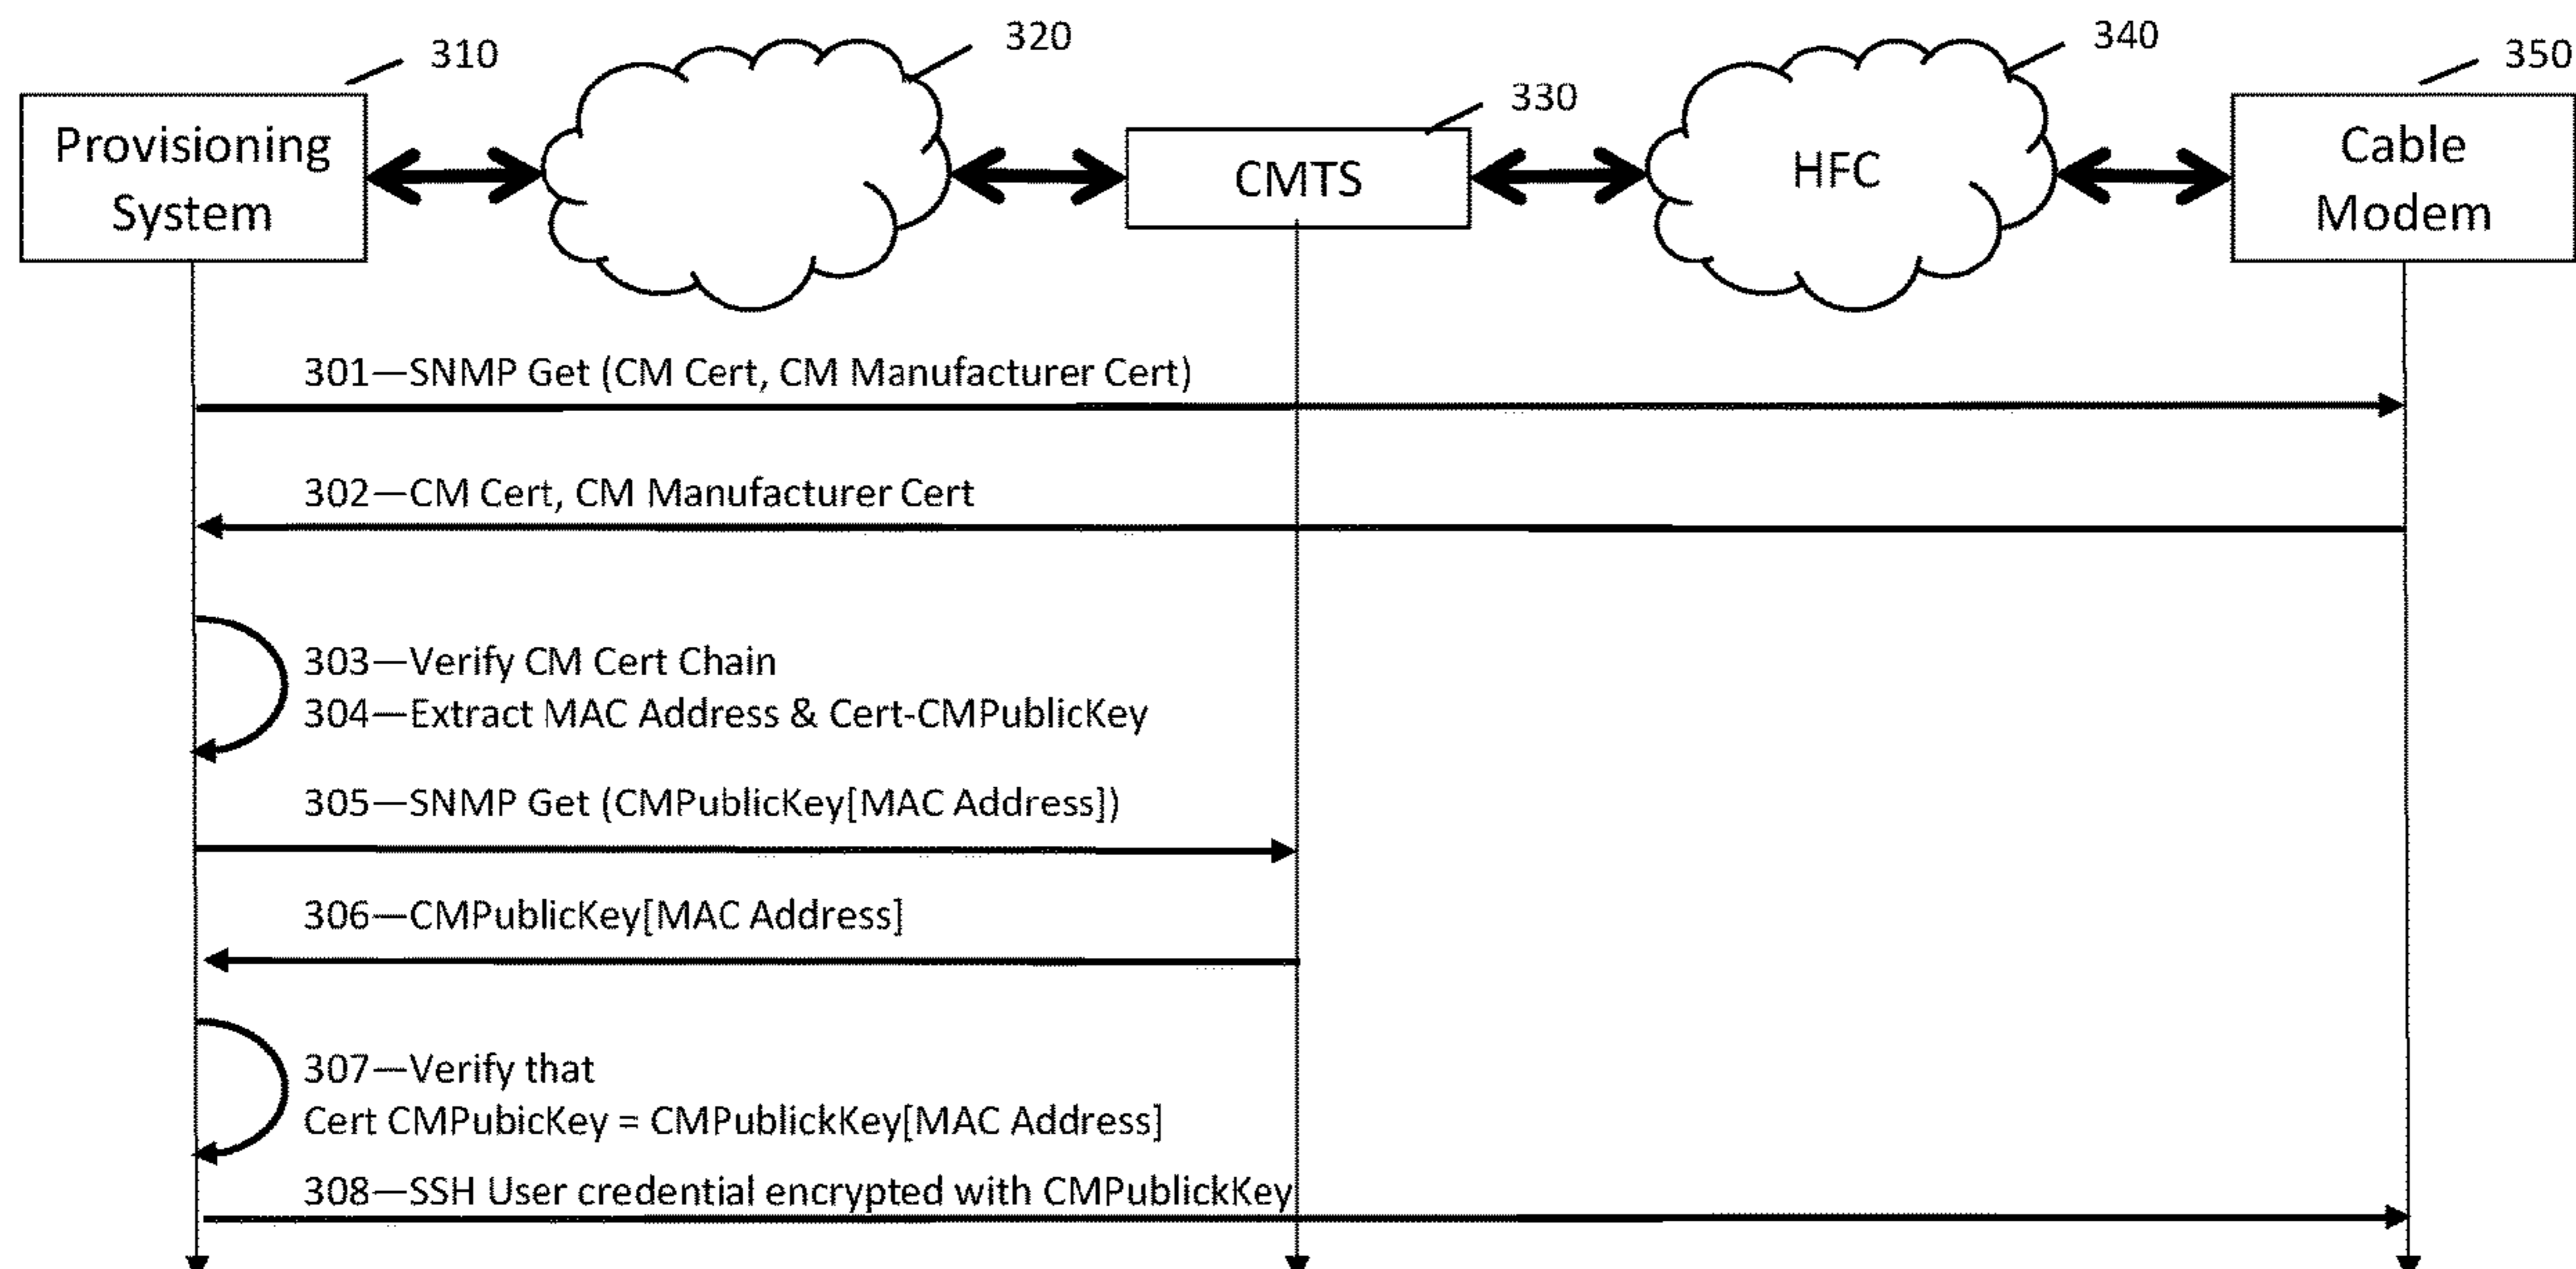 310
320
330
340
350
Provisioning
System
CMTS
HFC
Cable
Modem
301—SNMP Get (CM Cert, CM Manufacturer Cert)
302—CM Cert, CM Manufacturer Cert
303—Verify CM Cert Chain
304—Extract MAC Address & Cert-CMPublicKey
305—SNMP Get (CMPublicKey[MAC Address])
306—CMPublicKey[MAC Address]
307—Verify that
Cert CMPubicKey = CMPublickKey[MAC Address]
308—SSH User credential encrypted with CMPublickKey